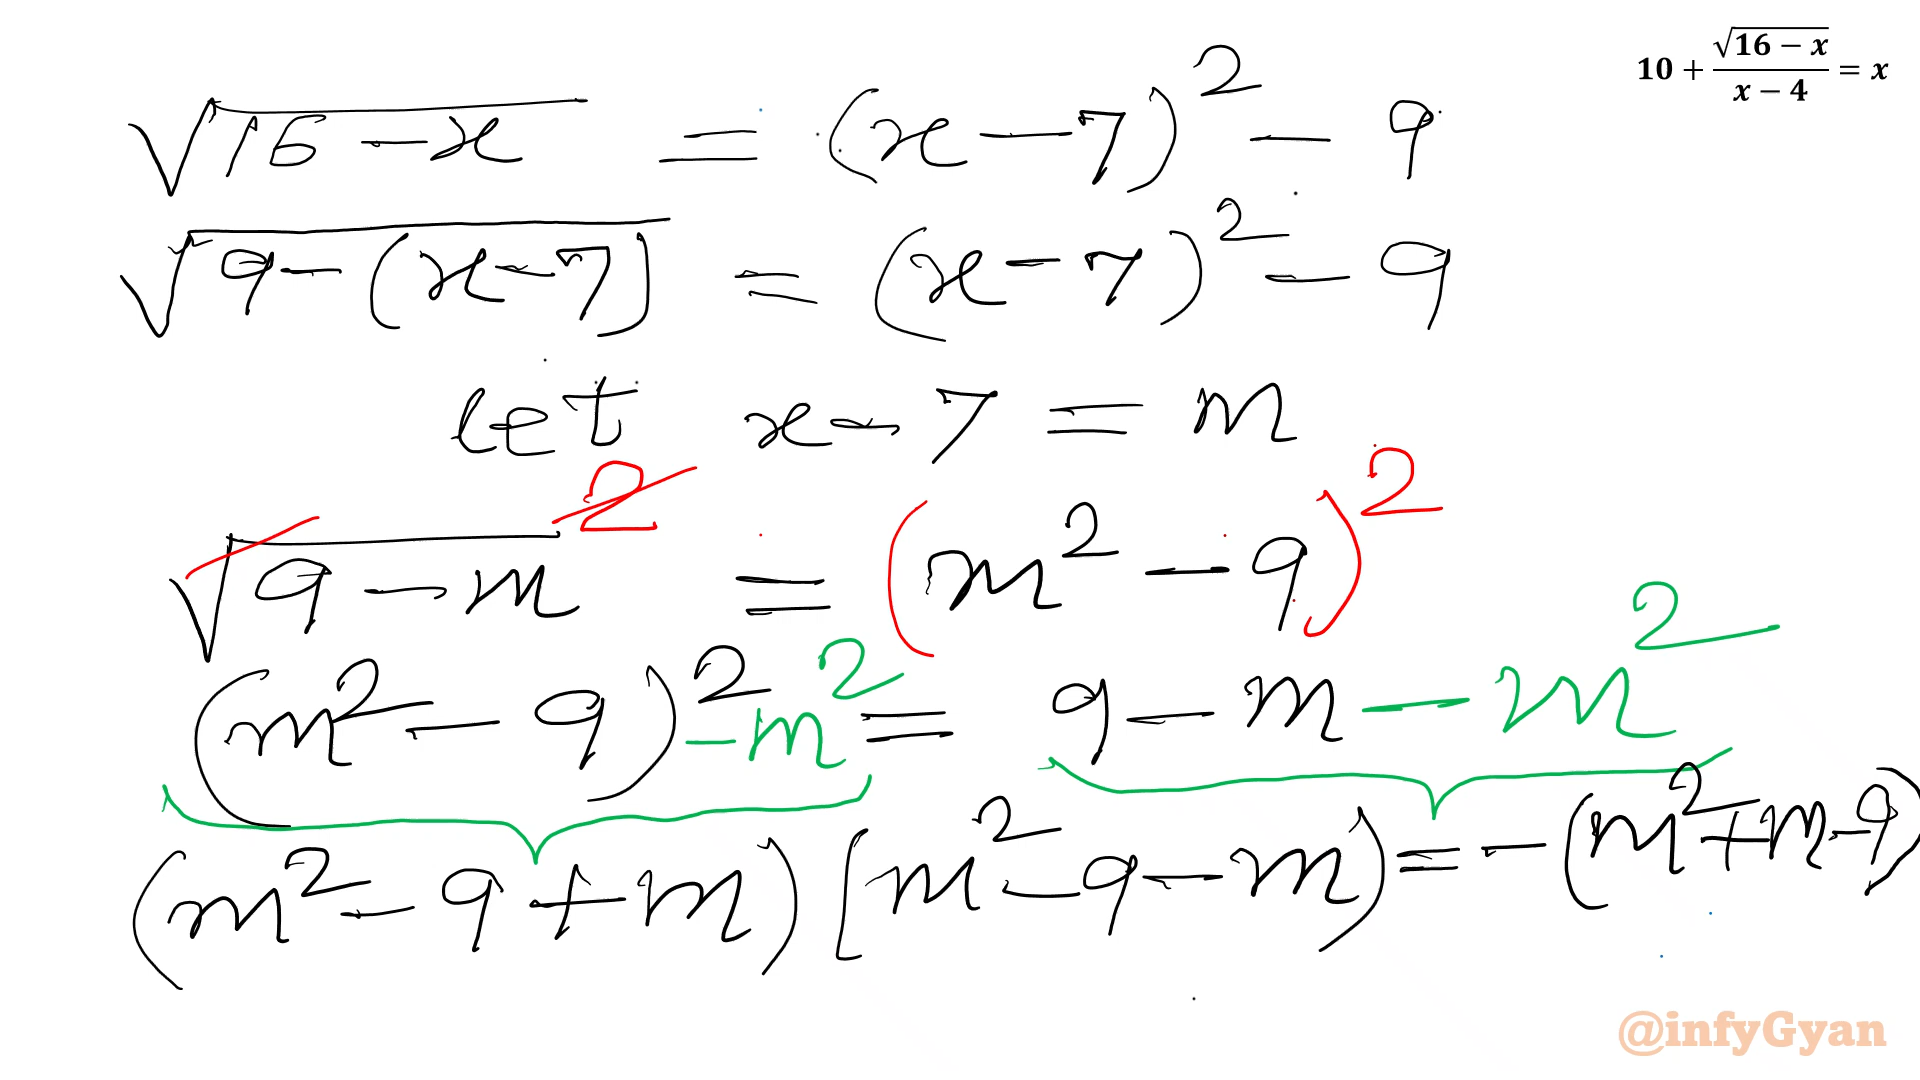 10 + √(16 − x)/(x − 4) = x
√(16 − x) = (x − 7)² − 9
√(9 − (x − 7)) = (x − 7)² − 9
let x − 7 = m
√(9 − m)² = (m² − 9)²
(m² − 9)² − m² = 9 − m − m²
(m² − 9 + m)(m² − 9 − m) = −(m² + m − 9)
@infyGyan